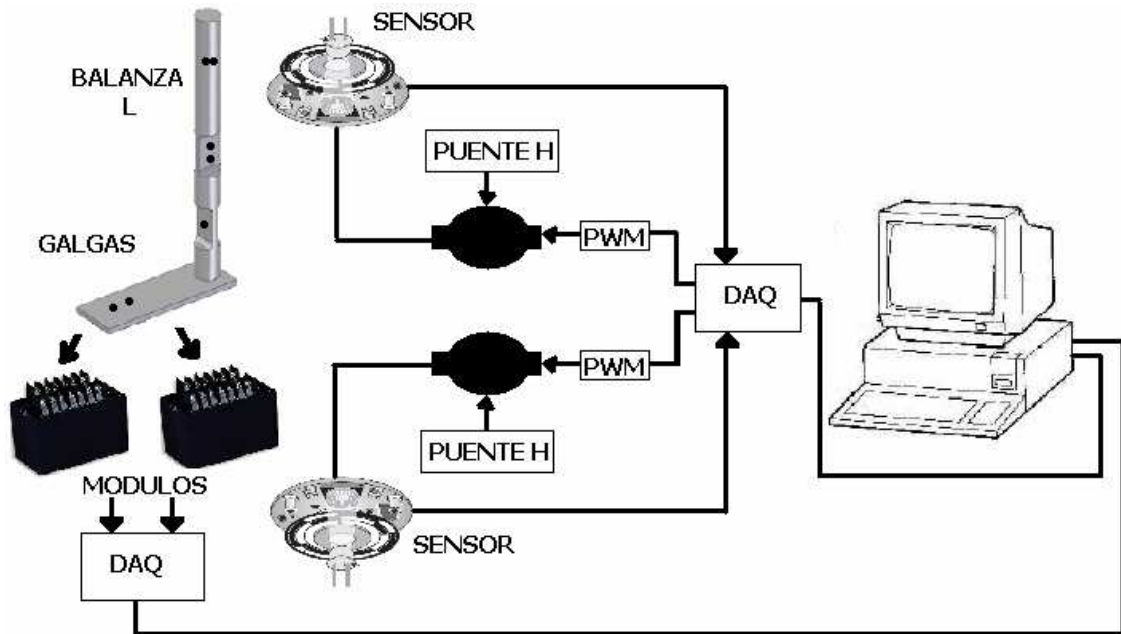 SENSOR
BALANZA
L
PUENTE H
GALGAS
PWM
DAQ
PWM
PUENTE H
MODULOS
SENSOR
DAQ